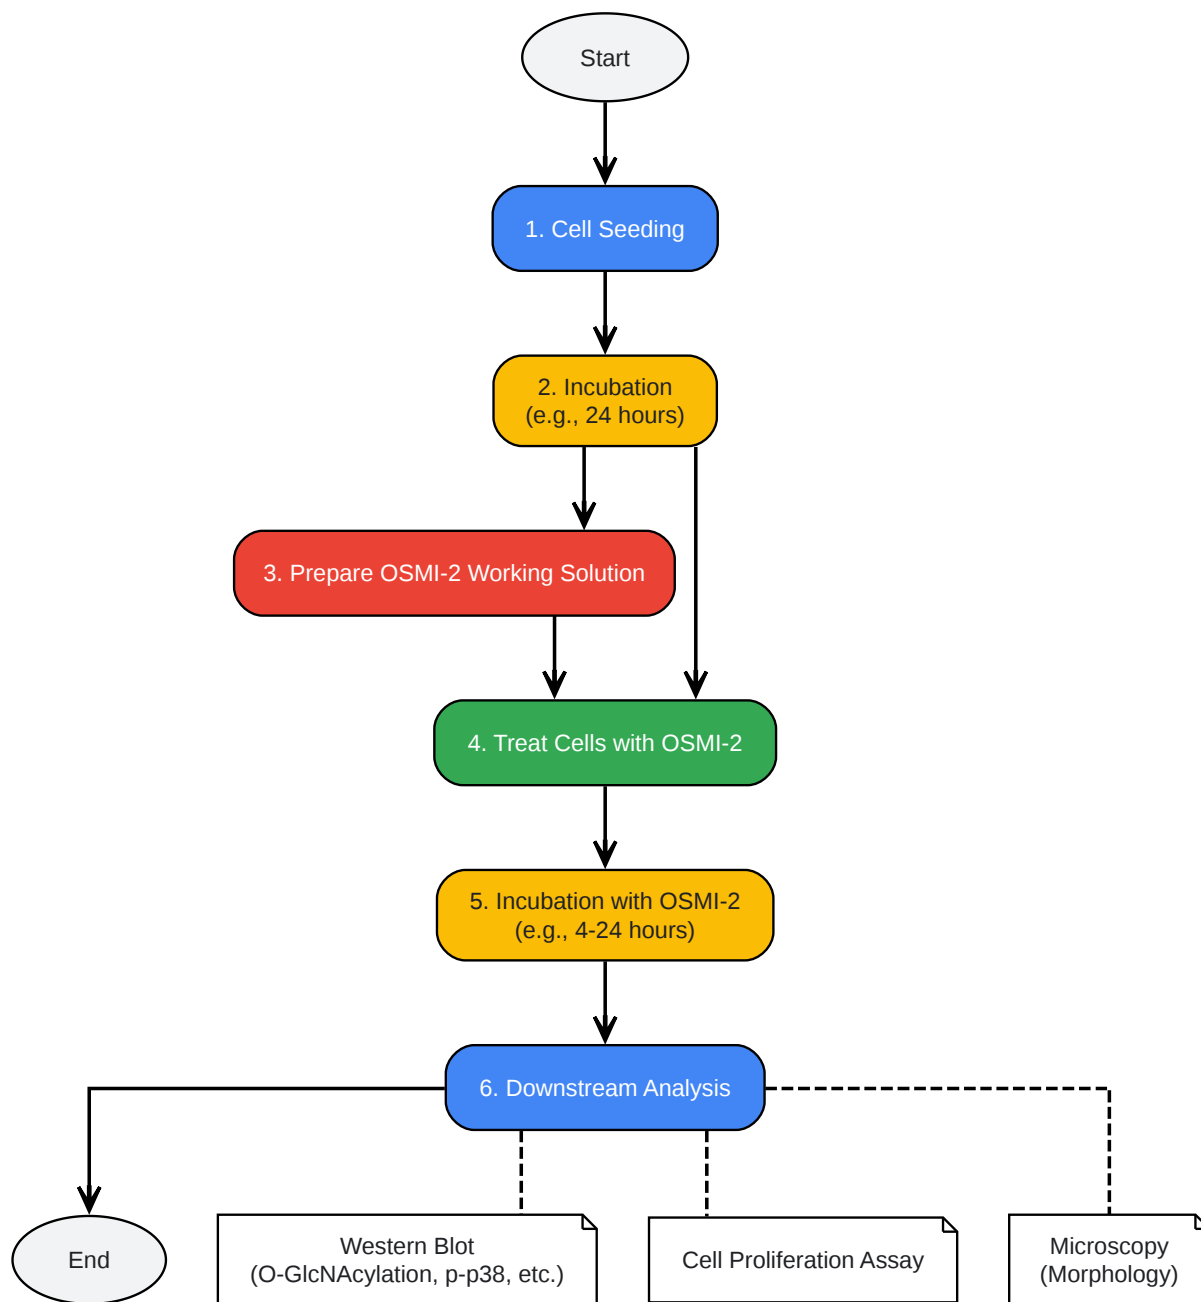 Start
1. Cell Seeding
2. Incubation
(e.g., 24 hours)
3. Prepare OSMI-2 Working Solution
4. Treat Cells with OSMI-2
5. Incubation with OSMI-2
(e.g., 4-24 hours)
6. Downstream Analysis
End
Western Blot
(O-GlcNAcylation, p-p38, etc.)
Cell Proliferation Assay
Microscopy
(Morphology)